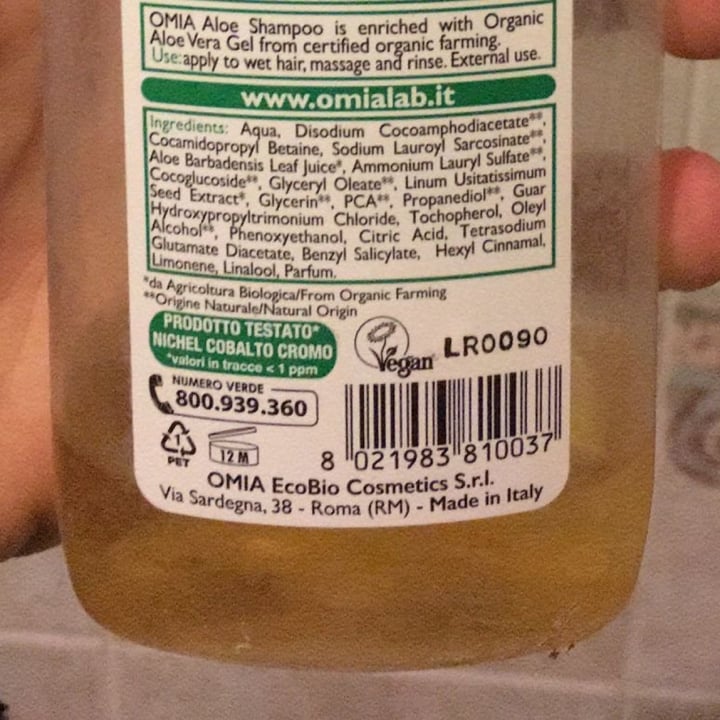 OMIA Aloe Shampoo is enriched with Organic
Aloe Vera Gel from certified organic farming.
Use: apply to wet hair, massage and rinse. External use.
www.omialab.it
Ingredients: Aqua, Disodium Cocoamphodiacetate**,
Cocamidopropyl Betaine, Sodium Lauroyl Sarcosinate**,
Aloe Barbadensis Leaf Juice*, Ammonium Lauryl Sulfate**,
Cocoglucoside**, Glyceryl Oleate**, Linum Usitatissimum
Seed Extract*, Glycerin**, PCA**, Propanediol**, Guar
Hydroxypropyltrimonium Chloride, Tochopherol, Oleyl
Alcohol**, Phenoxyethanol, Citric Acid, Tetrasodium
Glutamate Diacetate, Benzyl Salicylate, Hexyl Cinnamal,
Limonene, Linalool, Parfum.
*da Agricoltura Biologica/From Organic Farming
**Origine Naturale/Natural Origin
PRODOTTO TESTATO*
NICHEL COBALTO CROMO
*valori in tracce < 1 ppm
Vegan
LR0090
NUMERO VERDE
800.939.360
1
PET
12 M
8 021983 810037
OMIA EcoBio Cosmetics S.r.l.
Via Sardegna, 38 - Roma (RM) - Made in Italy